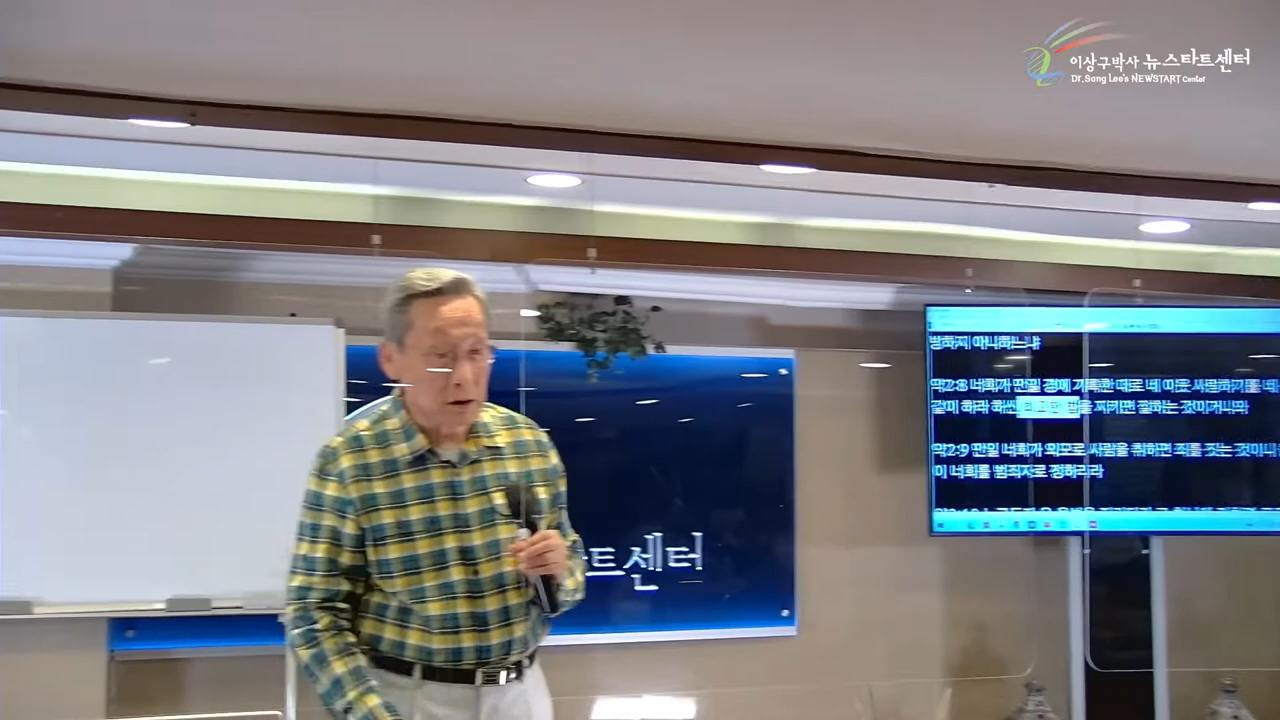 이상구박사 뉴스타트센터
Dr. Sang Lee's NEWSTART Center
방하지 아니하느냐
약2:8 너희가 만일 경에 기록한 대로 네 이웃 사랑하기를 네
같이 하라 하신 최고한 법을 지키면 잘하는 것이거니와
약2:9 만일 너희가 외모로 사람을 취하면 죄를 짓는 것이니
이 너희를 범죄자로 정하리라
트센터